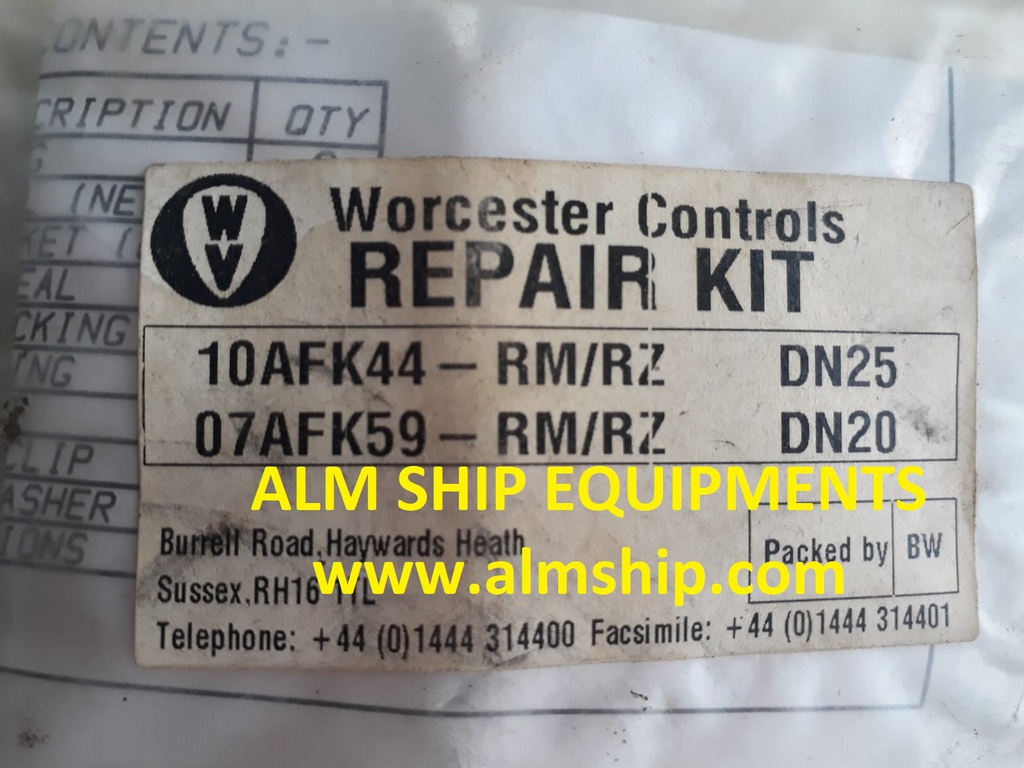 CONTENTS:-
CRIPTION QTY
(NE
KET (
EAL
CKING
ING
CLIP
ASHER
IONS
W
V
Worcester Controls
REPAIR KIT
10AFK44 – RM/RZ DN25
07AFK59 – RM/RZ DN20
ALM SHIP EQUIPMENTS
Burrell Road, Haywards Heath
Sussex, RH16 1TL
www.almship.com
Packed by BW
Telephone: +44 (0)1444 314400 Facsimile: +44 (0)1444 314401